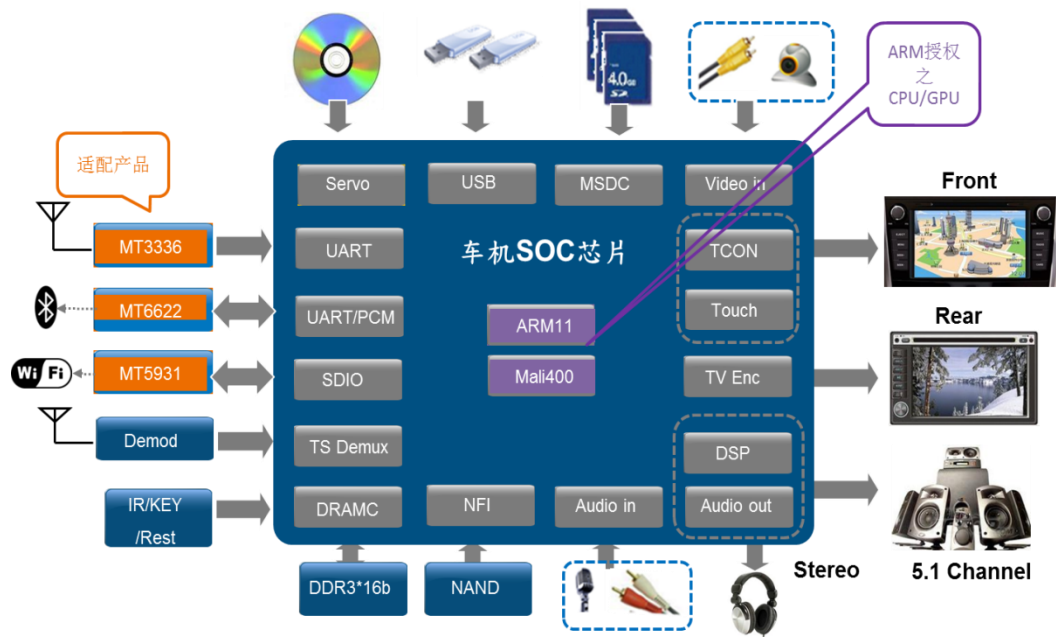 4.0GB
SD
ARM授权
之
CPU/GPU
适配产品
Servo
USB
MSDC
Video in
Front
MT3336
UART
车机SOC芯片
TCON
MT6622
UART/PCM
ARM11
Touch
Rear
Wi Fi
MT5931
SDIO
Mali400
TV Enc
Demod
TS Demux
DSP
IR/KEY
/Rest
DRAMC
NFI
Audio in
Audio out
DDR3*16b
NAND
Stereo
5.1 Channel